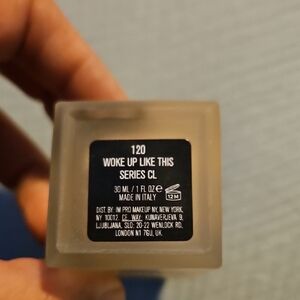 120
WOKE UP LIKE THIS
SERIES CL
30 ML / 1 FL OZ ℮
12 M
MADE IN ITALY
DIST. BY: IM PRO MAKEUP NY, NEW YORK,
NY 10012. CE. WAY: KUNAVERJEVA 9,
LJUBLJANA, SLO. 20-22 WENLOCK RD,
LONDON N1 7GU, UK.